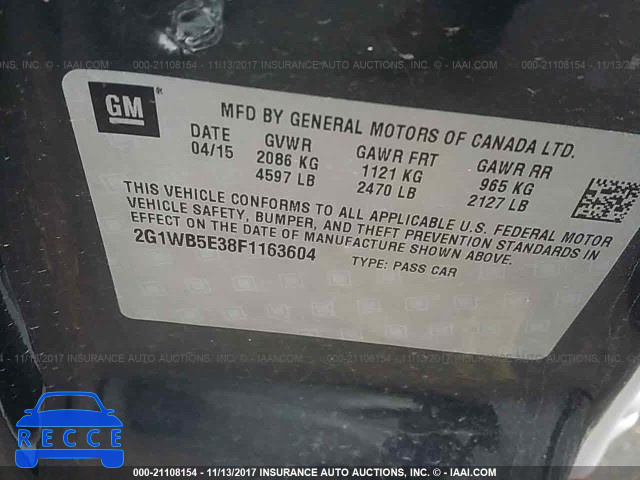 000-21108154 - 11/13/2017 INSURANCE AUTO AUCTIONS, INC. - IAAI.COM
GM ®
MFD BY GENERAL MOTORS OF CANADA LTD.
DATE GVWR GAWR FRT GAWR RR
04/15 2086 KG 1121 KG 965 KG
4597 LB 2470 LB 2127 LB
THIS VEHICLE CONFORMS TO ALL APPLICABLE U.S. FEDERAL MOTOR
VEHICLE SAFETY, BUMPER, AND THEFT PREVENTION STANDARDS IN
EFFECT ON THE DATE OF MANUFACTURE SHOWN ABOVE.
2G1WB5E38F1163604 TYPE: PASS CAR
RECCE
000-21108154 - 11/13/2017 INSURANCE AUTO AUCTIONS, INC. - IAAI.COM